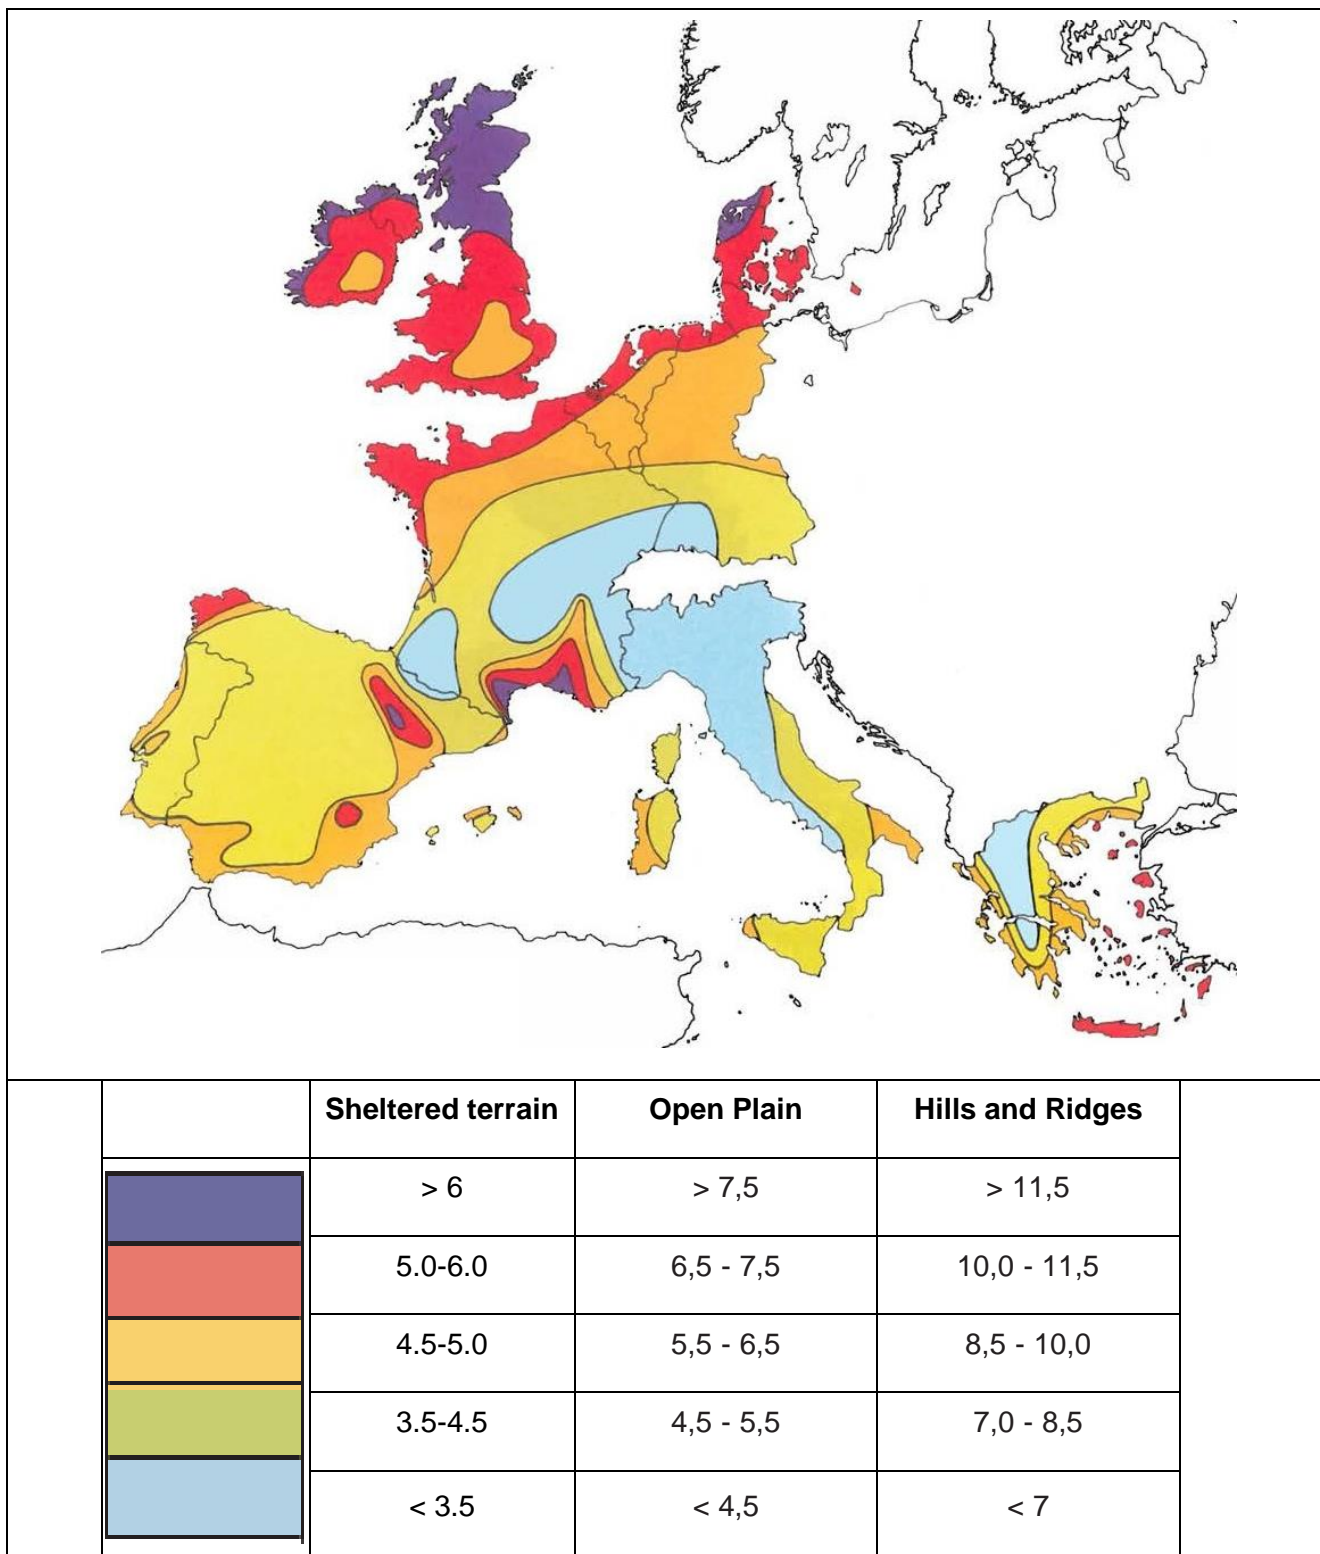 Sheltered terrain Open Plain Hills and Ridges
> 6 > 7,5 > 11,5
5.0-6.0 6,5 - 7,5 10,0 - 11,5
4.5-5.0 5,5 - 6,5 8,5 - 10,0
3.5-4.5 4,5 - 5,5 7,0 - 8,5
< 3.5 < 4,5 < 7